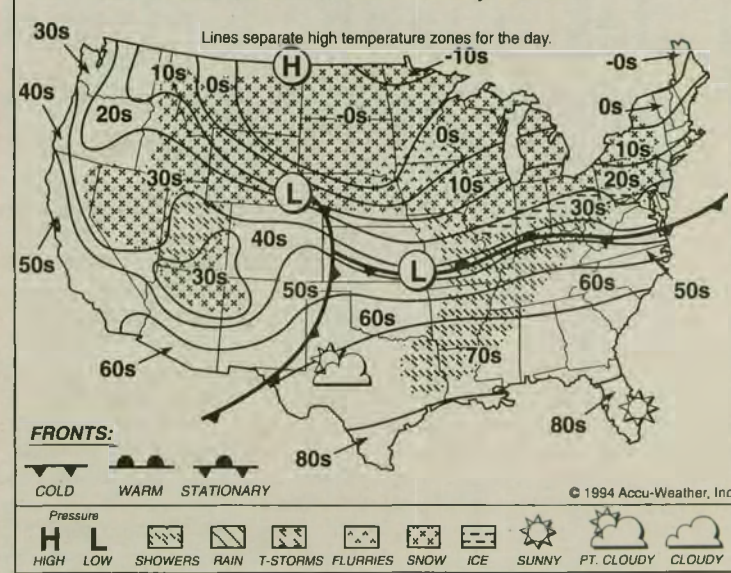 Lines separate high temperature zones for the day.
30s
40s
20s
10s
0s
H
-0s
-10s
-0s
0s
0s
10s
10s
20s
30s
30s
L
40s
30s
50s
L
50s
50s
60s
60s
60s
70s
80s
80s
FRONTS:
COLD WARM STATIONARY
© 1994 Accu-Weather, Inc
Pressure
H L
HIGH LOW SHOWERS RAIN T-STORMS FLURRIES SNOW ICE SUNNY PT. CLOUDY CLOUDY